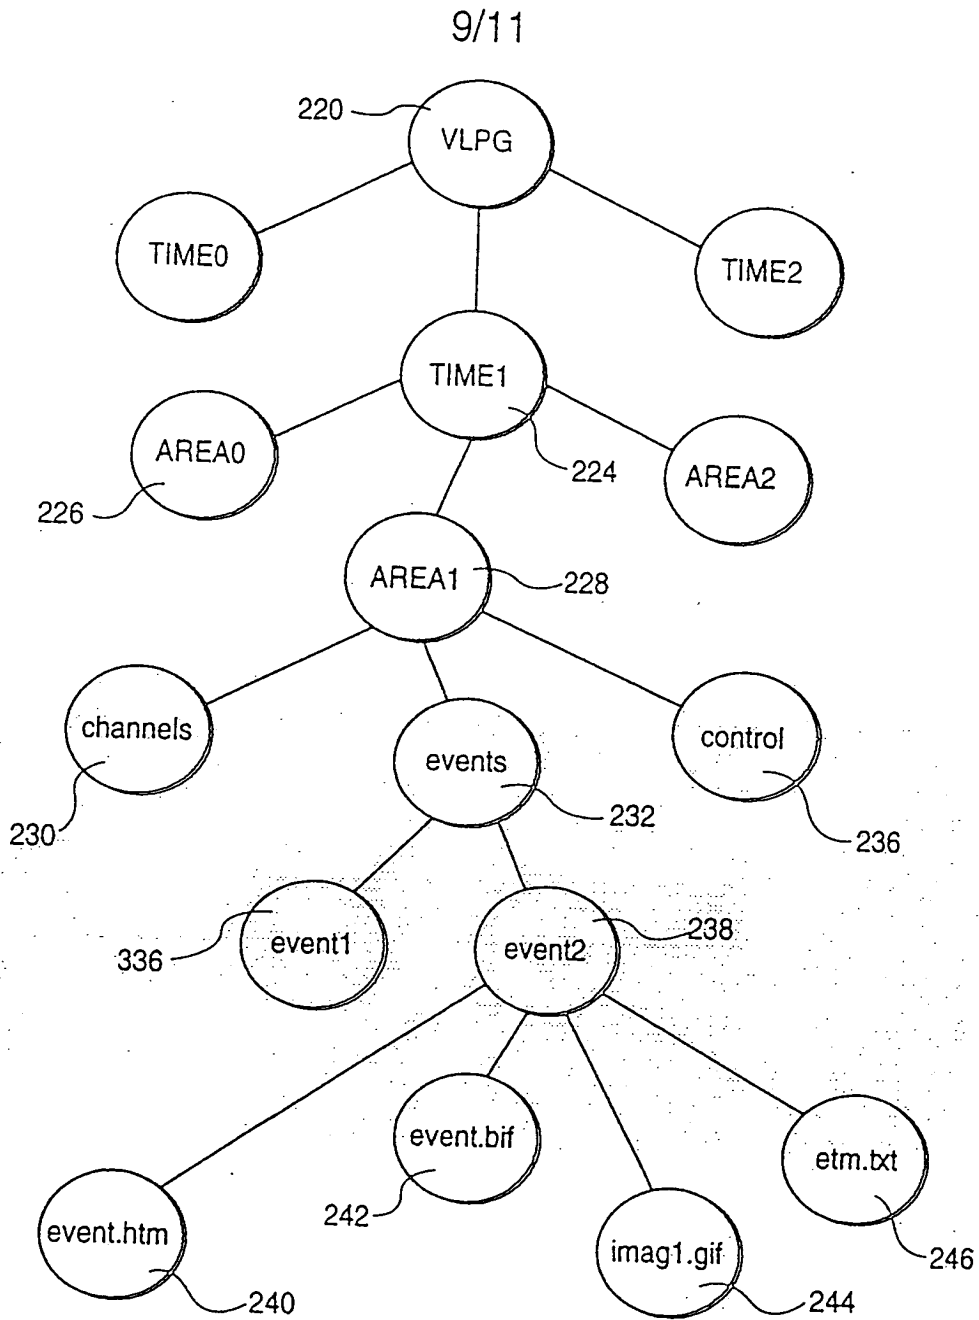 9/11
220
VLPG
TIME0
TIME2
TIME1
AREA0
224
AREA2
226
AREA1
228
channels
events
control
230
232
236
event1
event2
238
336
event.bif
etm.txt
242
event.htm
imag1.gif
246
240
244